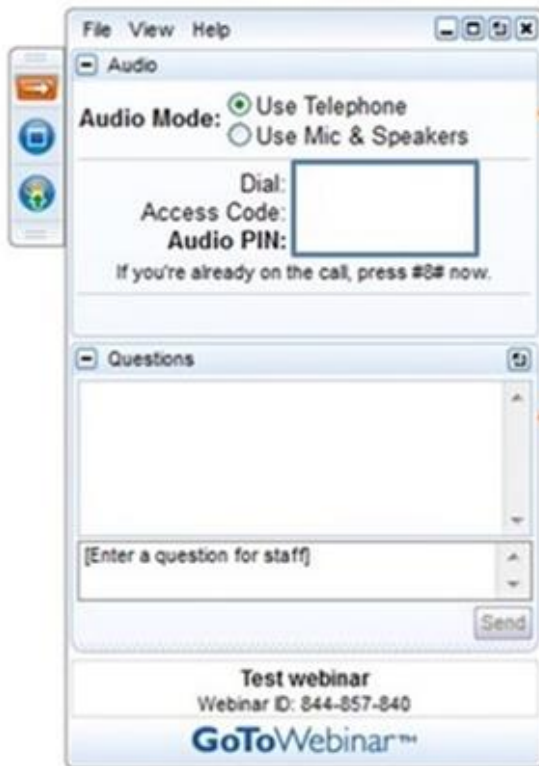 File View Help
Audio
Audio Mode: Use Telephone
Use Mic & Speakers
Dial:
Access Code:
Audio PIN:
If you're already on the call, press #8# now.
Questions
[Enter a question for staff]
Send
Test webinar
Webinar ID: 844-857-840
GoToWebinar™